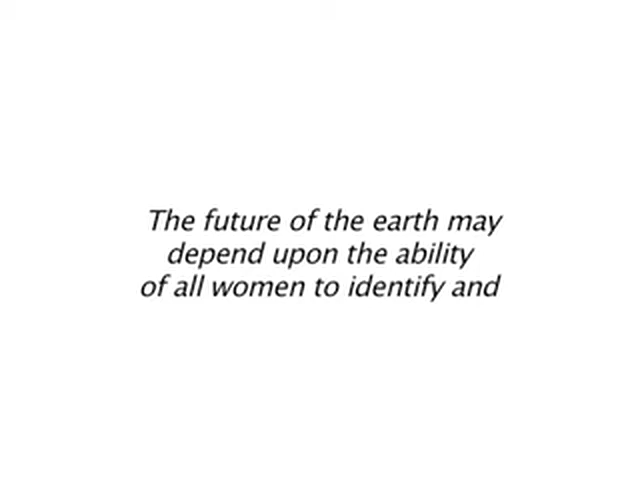 The future of the earth may
depend upon the ability
of all women to identify and